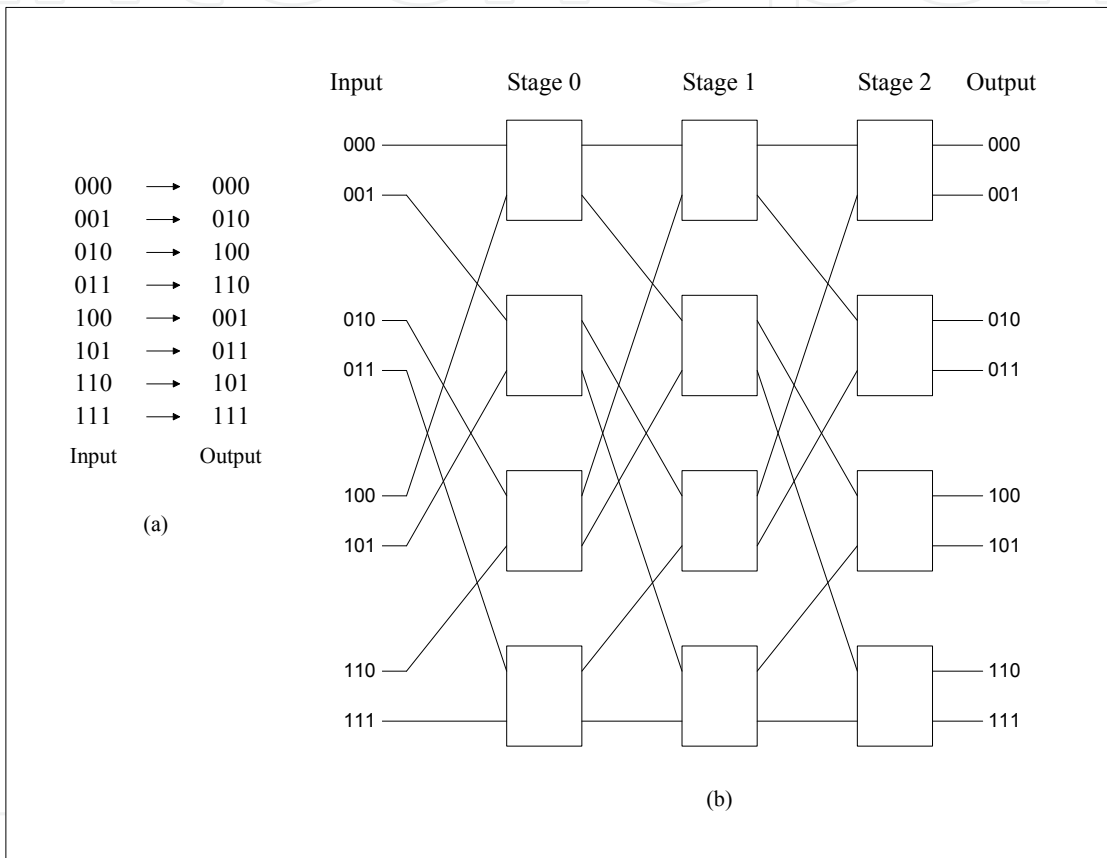 000 → 000
001 → 010
010 → 100
011 → 110
100 → 001
101 → 011
110 → 101
111 → 111
Input Output
(a)
Input Stage 0 Stage 1 Stage 2 Output
000 000
001 001
010 010
011 011
100 100
101 101
110 110
111 111
(b)